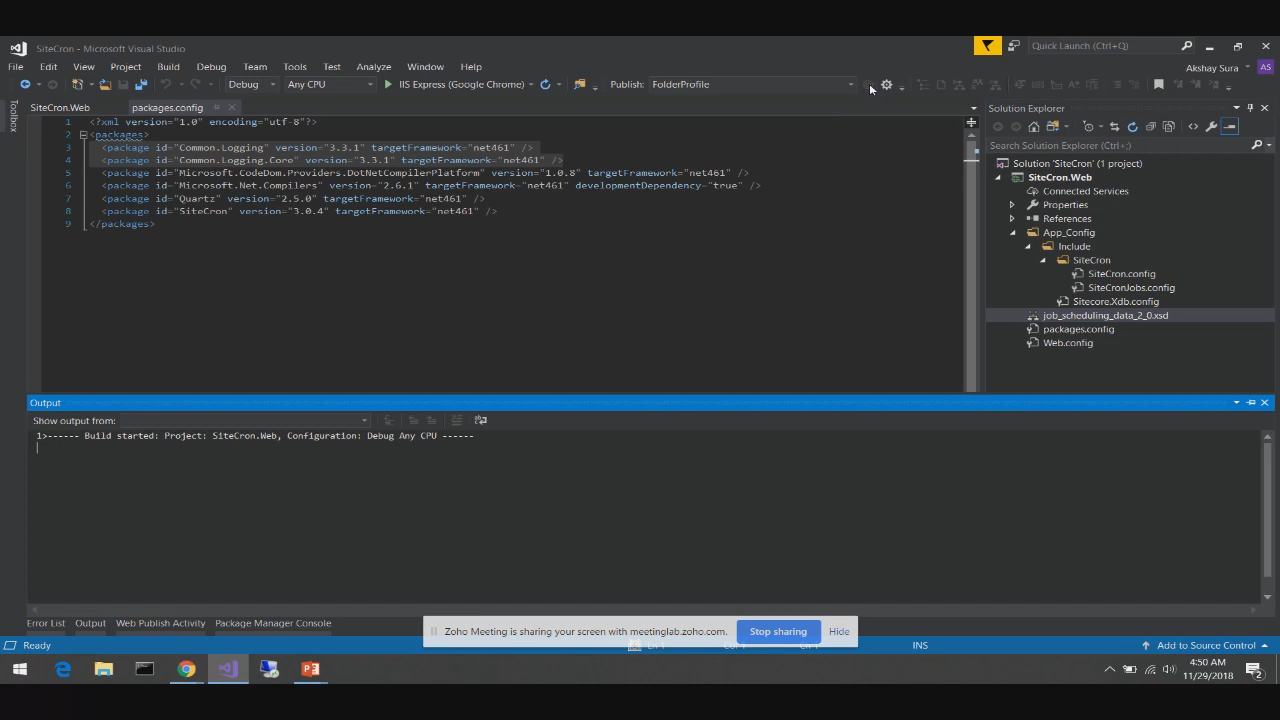 SiteCron - Microsoft Visual Studio
Quick Launch (Ctrl+Q)
File Edit View Project Build Debug Team Tools Test Analyze Window Help
Akshay Sura AS
Debug Any CPU IIS Express (Google Chrome) Publish: FolderProfile
Toolbox
SiteCron.Web packages.config
1 <?xml version="1.0" encoding="utf-8"?>
2 <packages>
3 <package id="Common.Logging" version="3.3.1" targetFramework="net461" />
4 <package id="Common.Logging.Core" version="3.3.1" targetFramework="net461" />
5 <package id="Microsoft.CodeDom.Providers.DotNetCompilerPlatform" version="1.0.8" targetFramework="net461" />
6 <package id="Microsoft.Net.Compilers" version="2.6.1" targetFramework="net461" developmentDependency="true" />
7 <package id="Quartz" version="2.5.0" targetFramework="net461" />
8 <package id="SiteCron" version="3.0.4" targetFramework="net461" />
9 </packages>
Solution Explorer
Search Solution Explorer (Ctrl+;)
Solution 'SiteCron' (1 project)
SiteCron.Web
Connected Services
Properties
References
App_Config
Include
SiteCron
SiteCron.config
SiteCronJobs.config
Sitecore.Xdb.config
job_scheduling_data_2_0.xsd
packages.config
Web.config
Output
Show output from:
1>------ Build started: Project: SiteCron.Web, Configuration: Debug Any CPU ------
Error List Output Web Publish Activity Package Manager Console
Zoho Meeting is sharing your screen with meetinglab.zoho.com. Stop sharing Hide
Ready Ln 1 Col 1 Ch 1 INS Add to Source Control
4:50 AM
11/29/2018
2